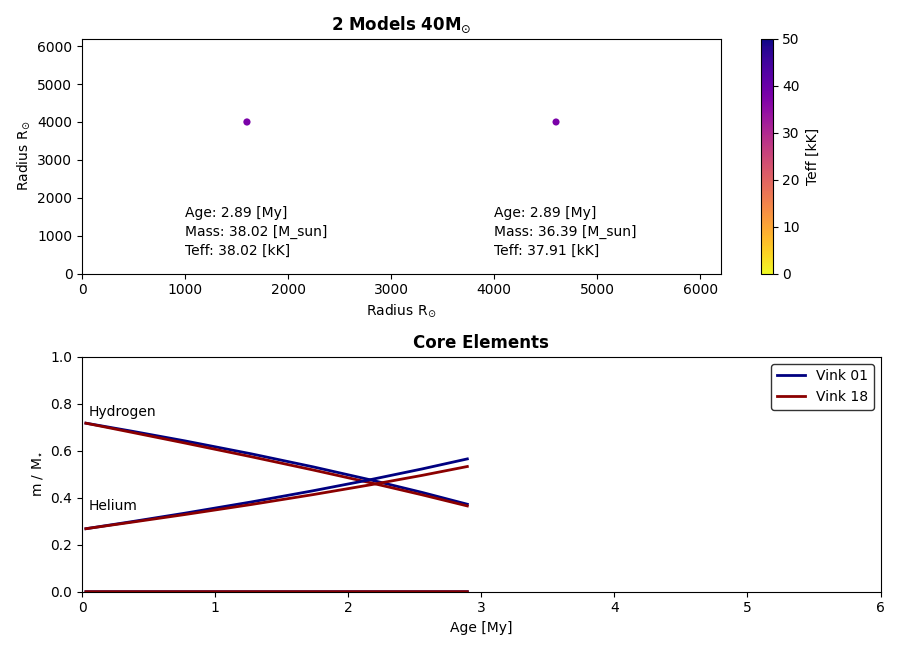 2 Models 40M☉
6000
5000
4000
3000
2000
1000
0
Radius R☉
Age: 2.89 [My]
Mass: 38.02 [M_sun]
Teff: 38.02 [kK]
Age: 2.89 [My]
Mass: 36.39 [M_sun]
Teff: 37.91 [kK]
0 1000 2000 3000 4000 5000 6000
Radius R☉
50
40
30
20
10
0
Teff [kK]
Core Elements
1.0
0.8
0.6
0.4
0.2
0.0
m / M⋆
Hydrogen
Helium
Vink 01
Vink 18
0 1 2 3 4 5 6
Age [My]